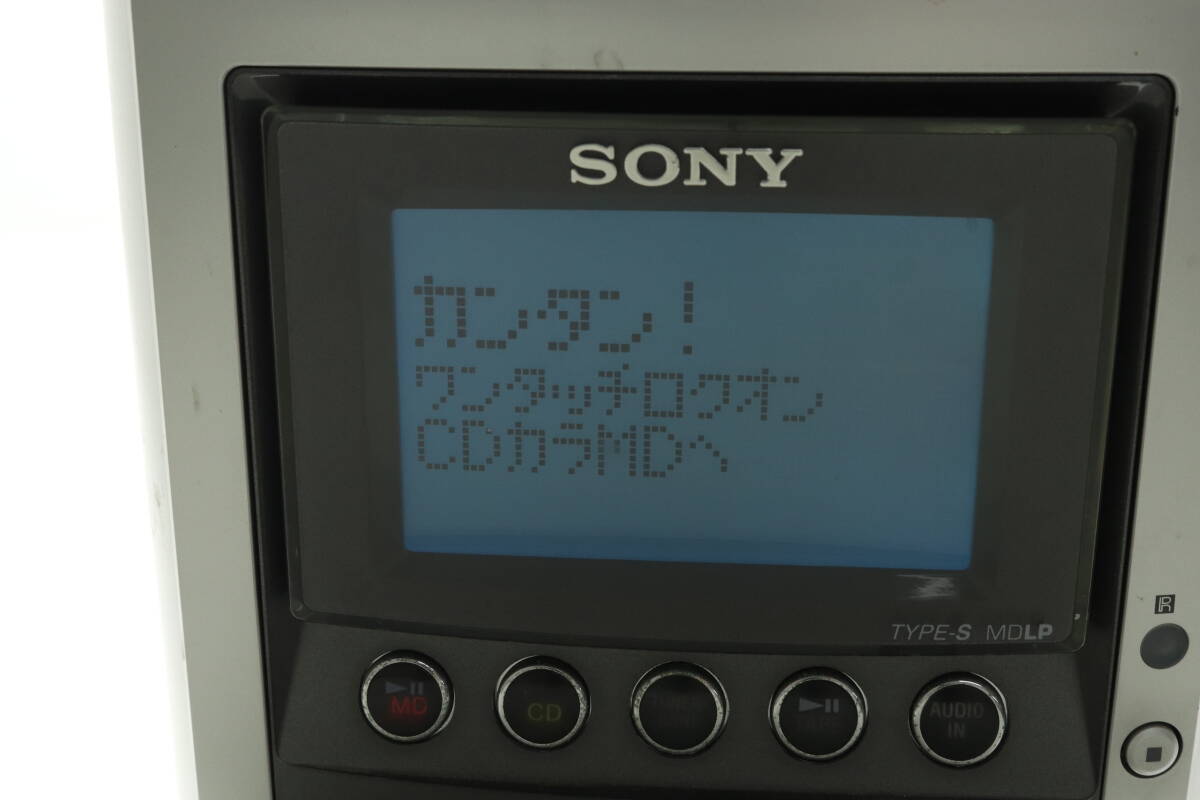 SONY
カンタン!
ワンタッチロクオン
CDカラMDヘ
TYPE-S MDLP
R
MD
CD
AUDIO
IN